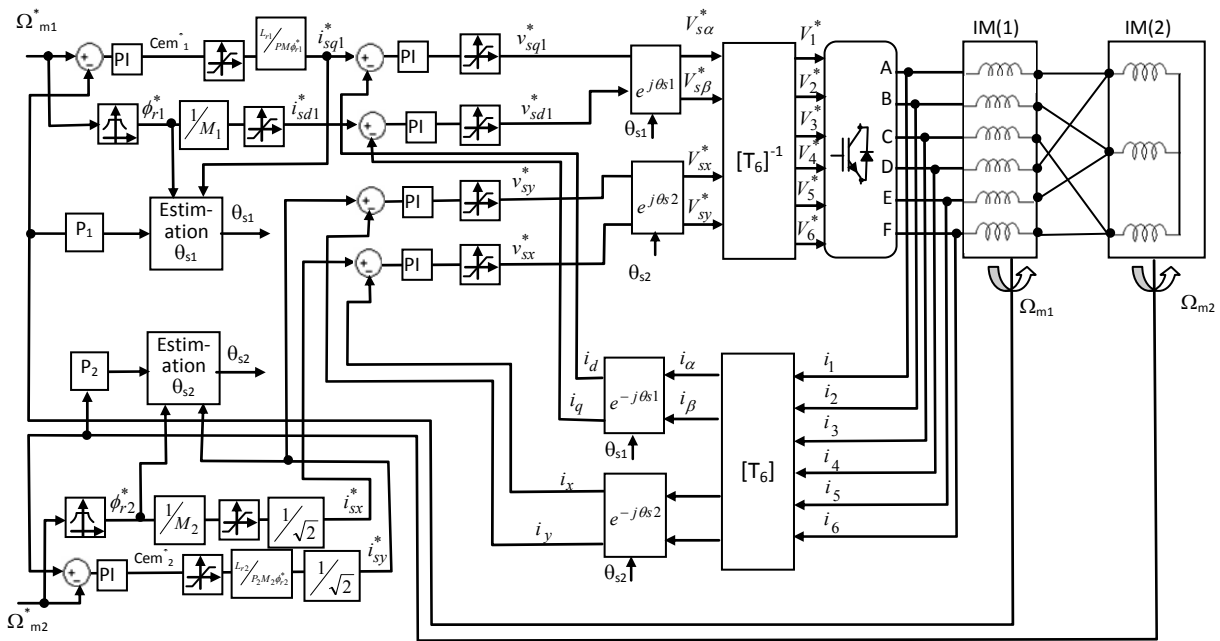 Ω*m1
PI
Cem*1
Lr1/PMϕ*r1
i*sq1
PI
v*sq1
V*sα
V*sβ
e^jθs1
θs1
ϕ*r1
1/M1
i*sd1
PI
v*sd1
[T6]^-1
V*1
V*2
V*3
V*4
V*5
V*6
A
B
C
D
E
F
IM(1)
IM(2)
Ωm1
Ωm2
P1
Estim-
ation
θs1
θs1
PI
v*sy
PI
v*sx
e^jθs2
θs2
V*sx
V*sy
P2
Estim-
ation
θs2
θs2
id
iq
e^-jθs1
θs1
iα
iβ
ix
iy
e^-jθs2
θs2
[T6]
i1
i2
i3
i4
i5
i6
ϕ*r2
1/M2
1/√2
i*sx
PI
Cem*2
Lr2/P2M2ϕ*r2
1/√2
i*sy
Ω*m2